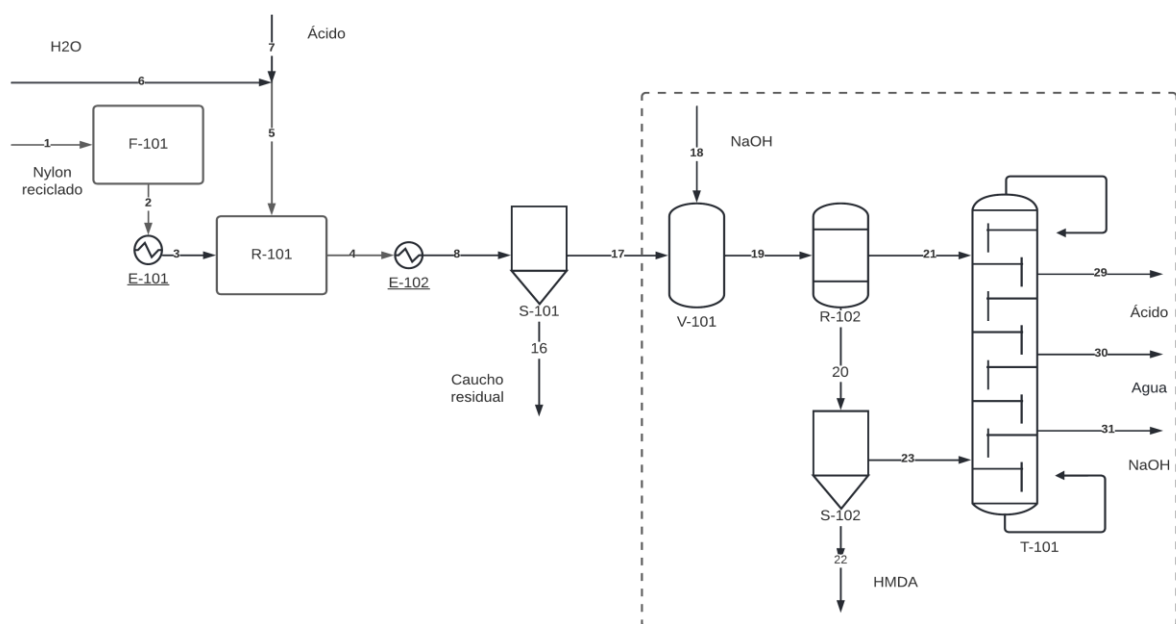 7
Ácido
H2O
6
F-101
1
5
Nylon
reciclado
2
3
E-101
R-101
4
E-102
8
S-101
16
Caucho
residual
17
18
NaOH
V-101
19
R-102
20
21
S-102
23
22
HMDA
29
Ácido
30
Agua
31
NaOH
T-101